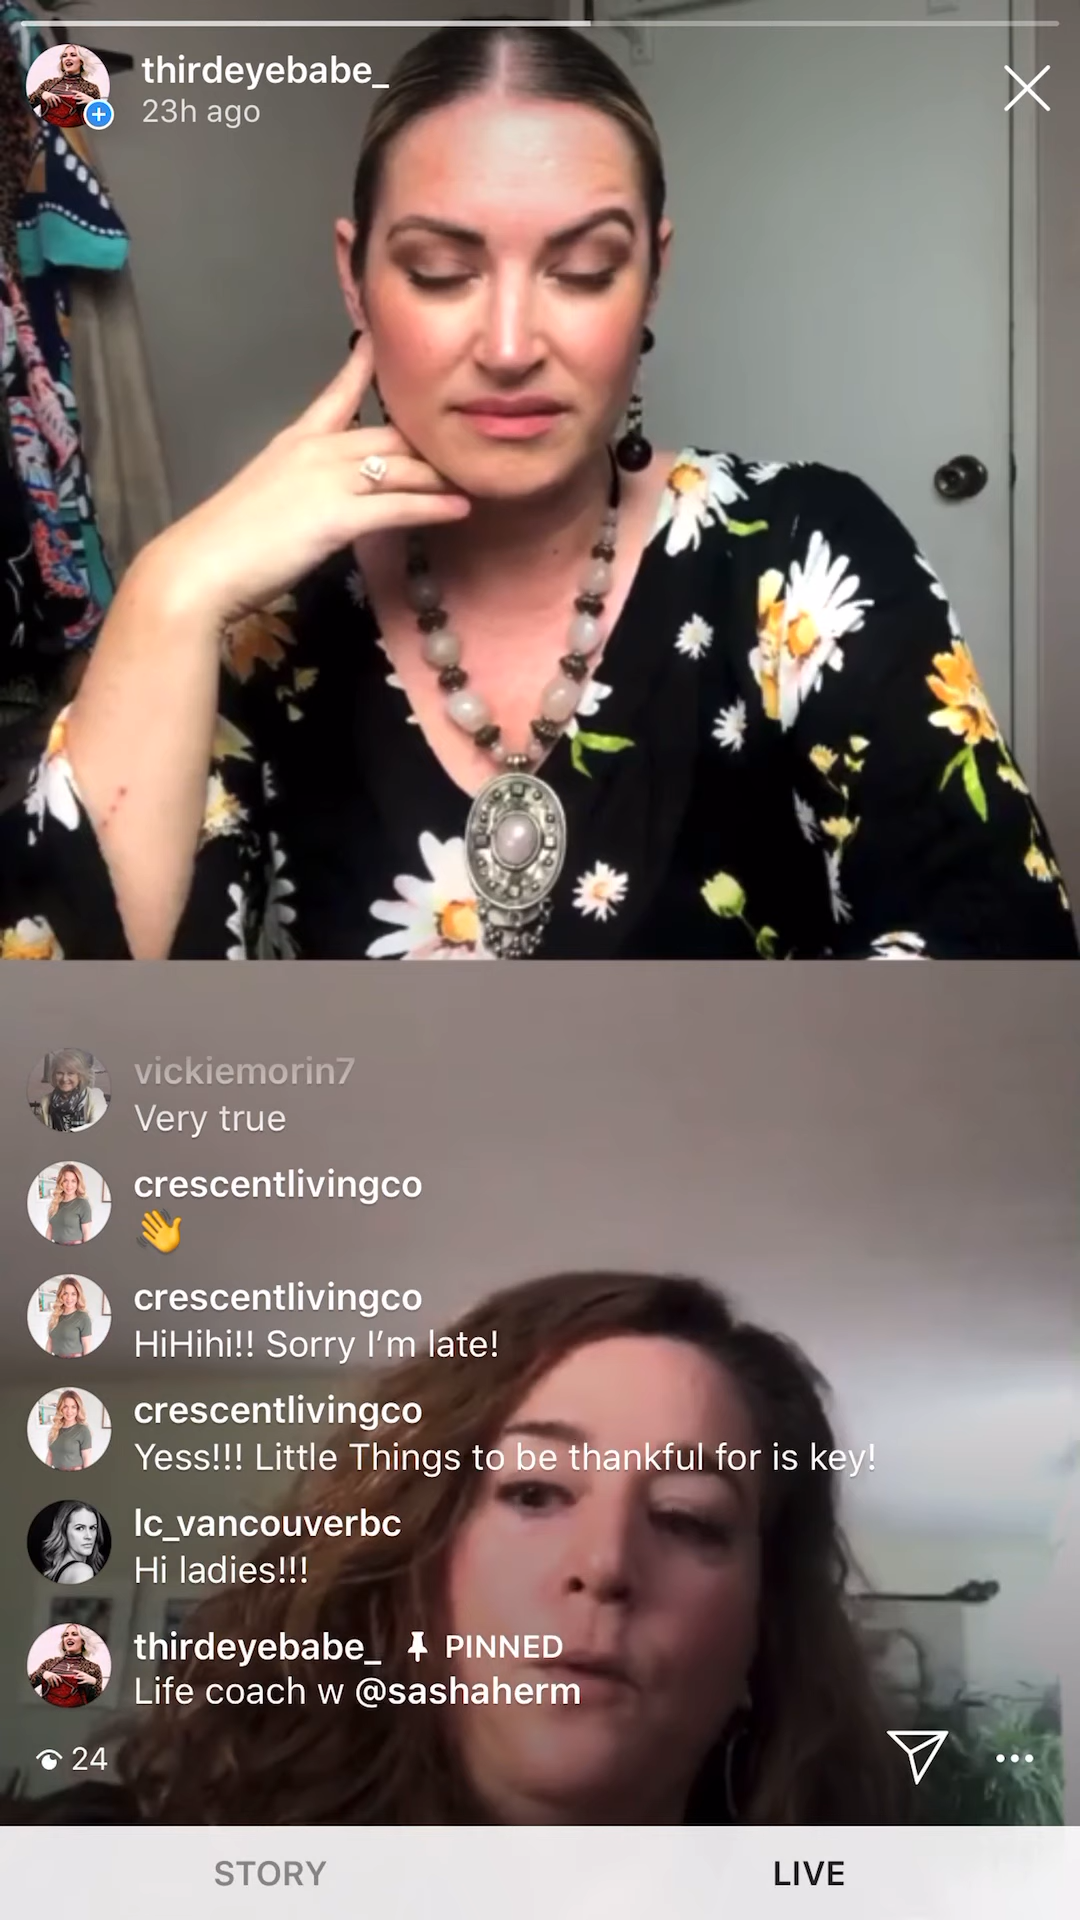 thirdeyebabe_
23h ago
vickiemorin7
Very true
crescentlivingco
👋
crescentlivingco
HiHihi!! Sorry I’m late!
crescentlivingco
Yess!!! Little Things to be thankful for is key!
lc_vancouverbc
Hi ladies!!!
thirdeyebabe_ PINNED
Life coach w @sashaherm
24
STORY LIVE